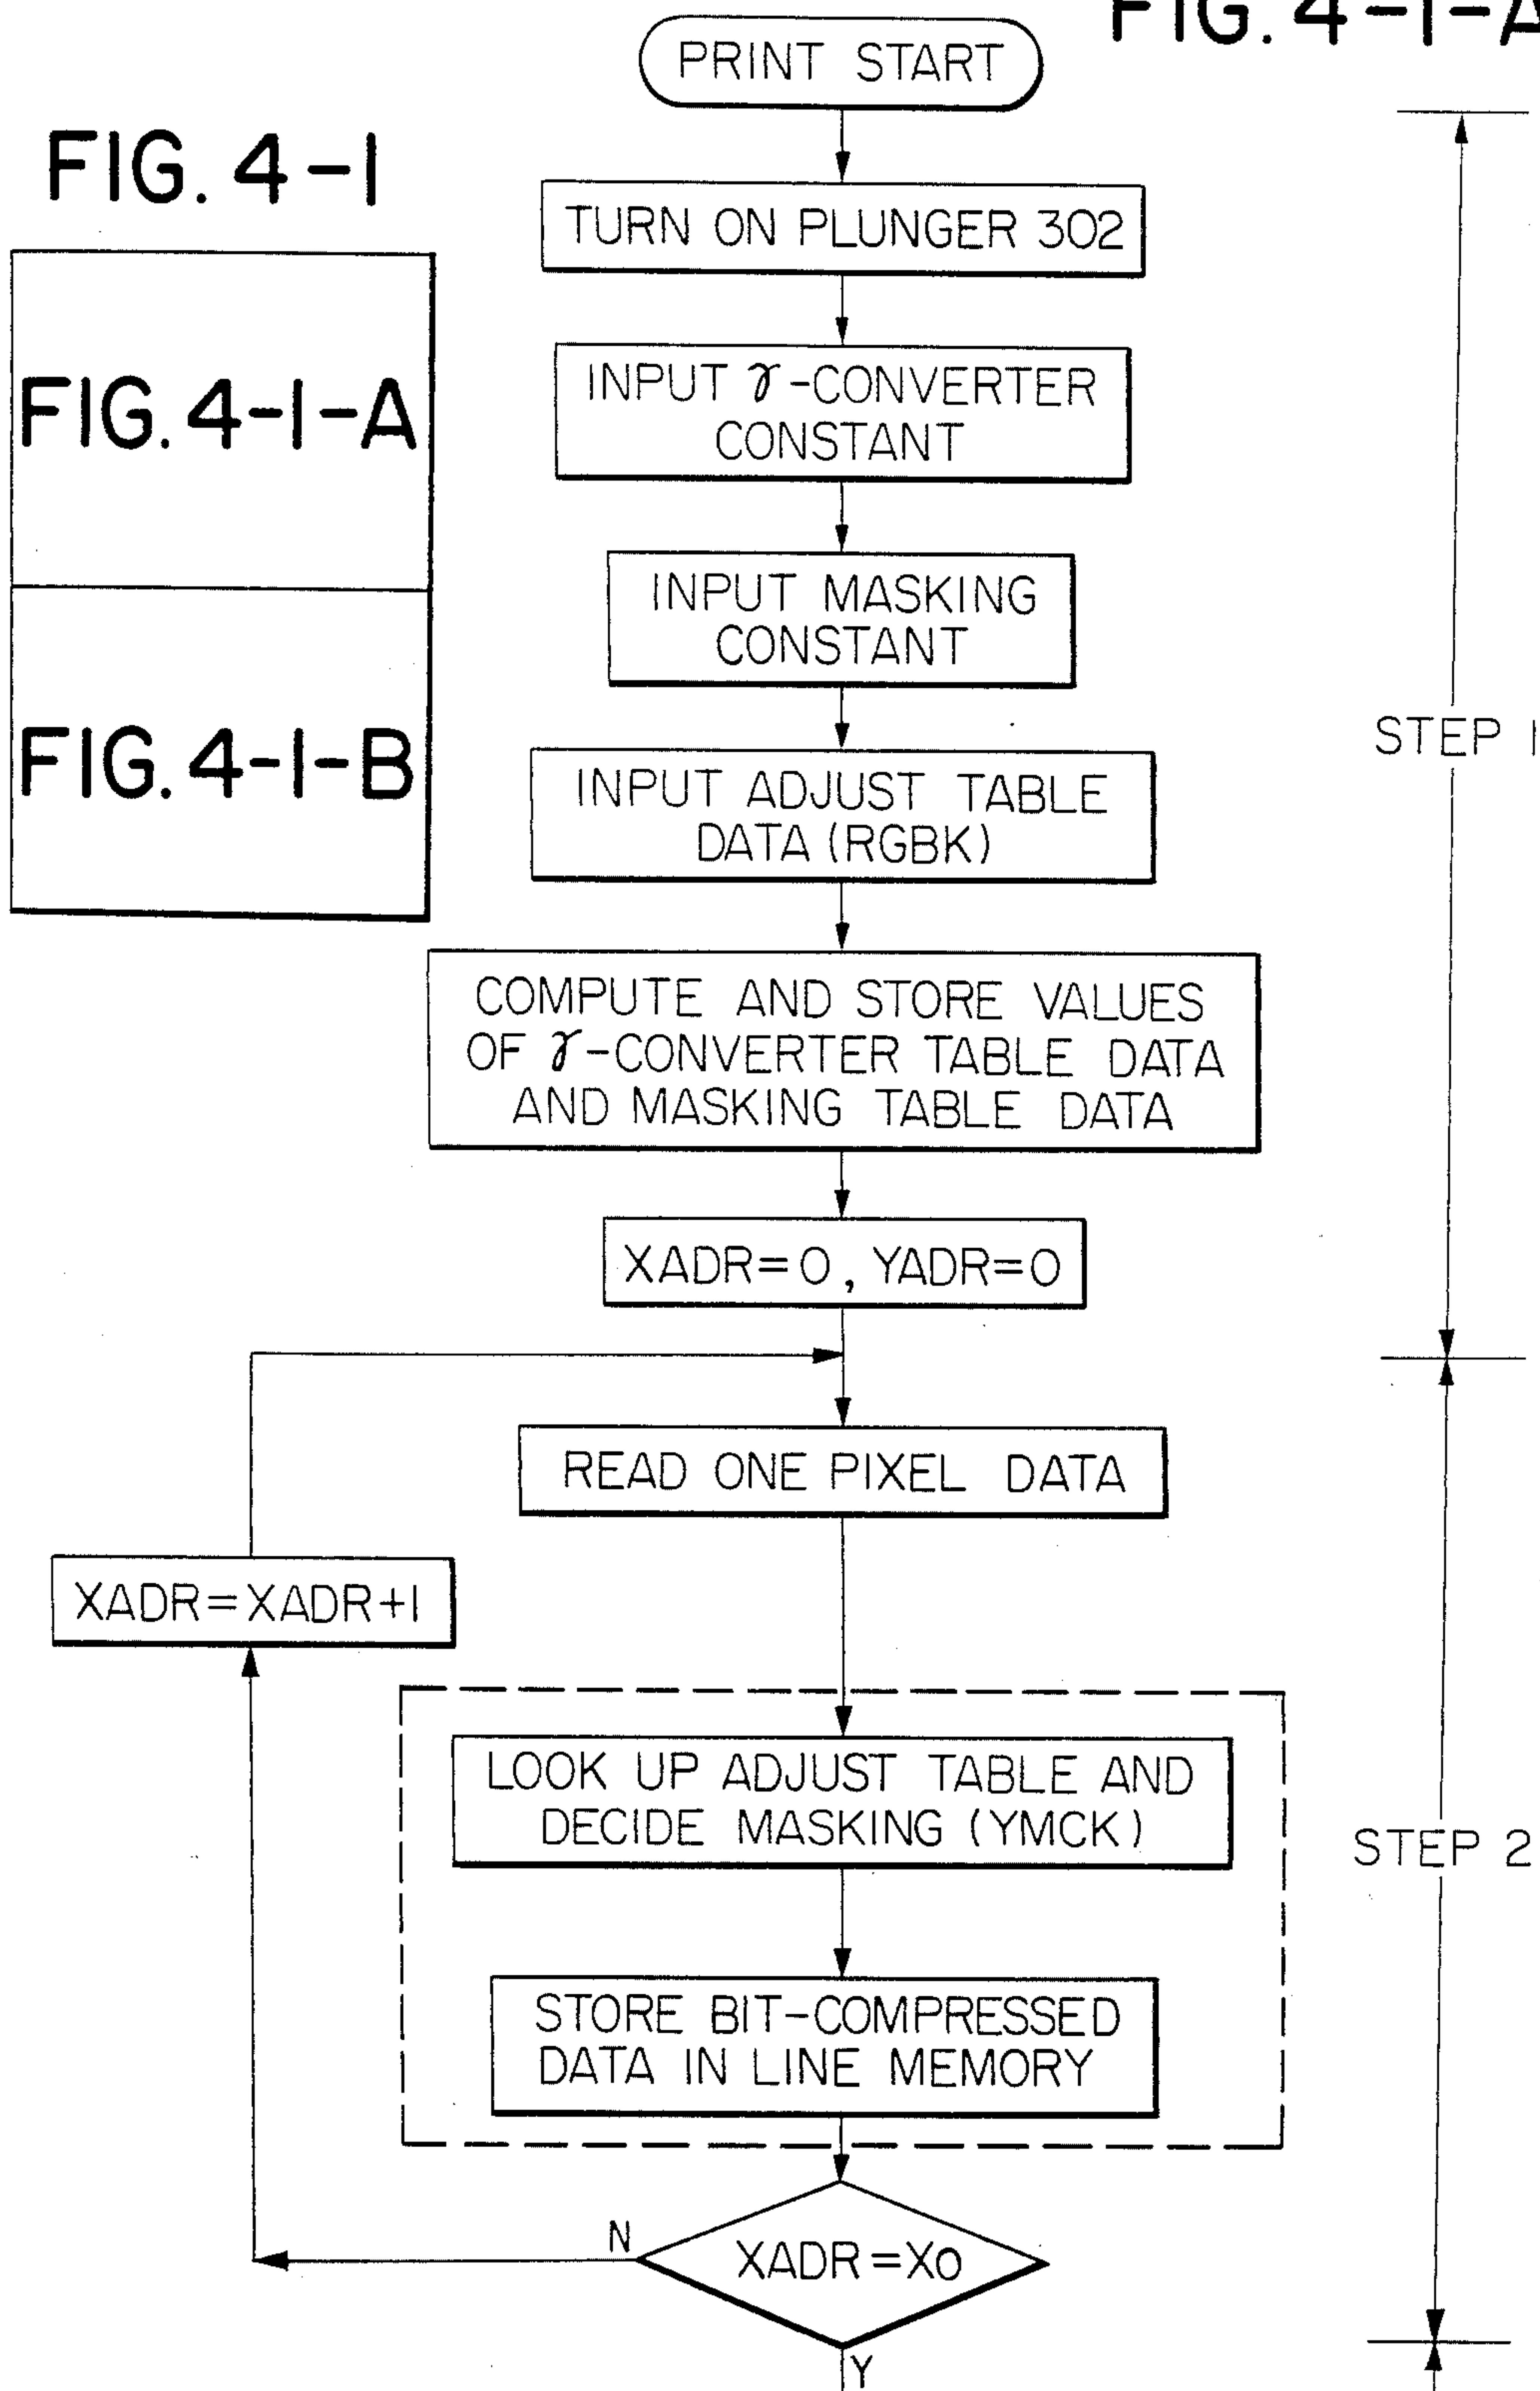 FIG. 4-1-A
PRINT START
FIG. 4-1
TURN ON PLUNGER 302
INPUT γ-CONVERTER
CONSTANT
FIG. 4-1-A
INPUT MASKING
CONSTANT
STEP 1
FIG. 4-1-B
INPUT ADJUST TABLE
DATA (RGBK)
COMPUTE AND STORE VALUES
OF γ-CONVERTER TABLE DATA
AND MASKING TABLE DATA
XADR=0, YADR=0
READ ONE PIXEL DATA
XADR=XADR+1
LOOK UP ADJUST TABLE AND
DECIDE MASKING (YMCK)
STEP 2
STORE BIT-COMPRESSED
DATA IN LINE MEMORY
N
XADR=X0
Y